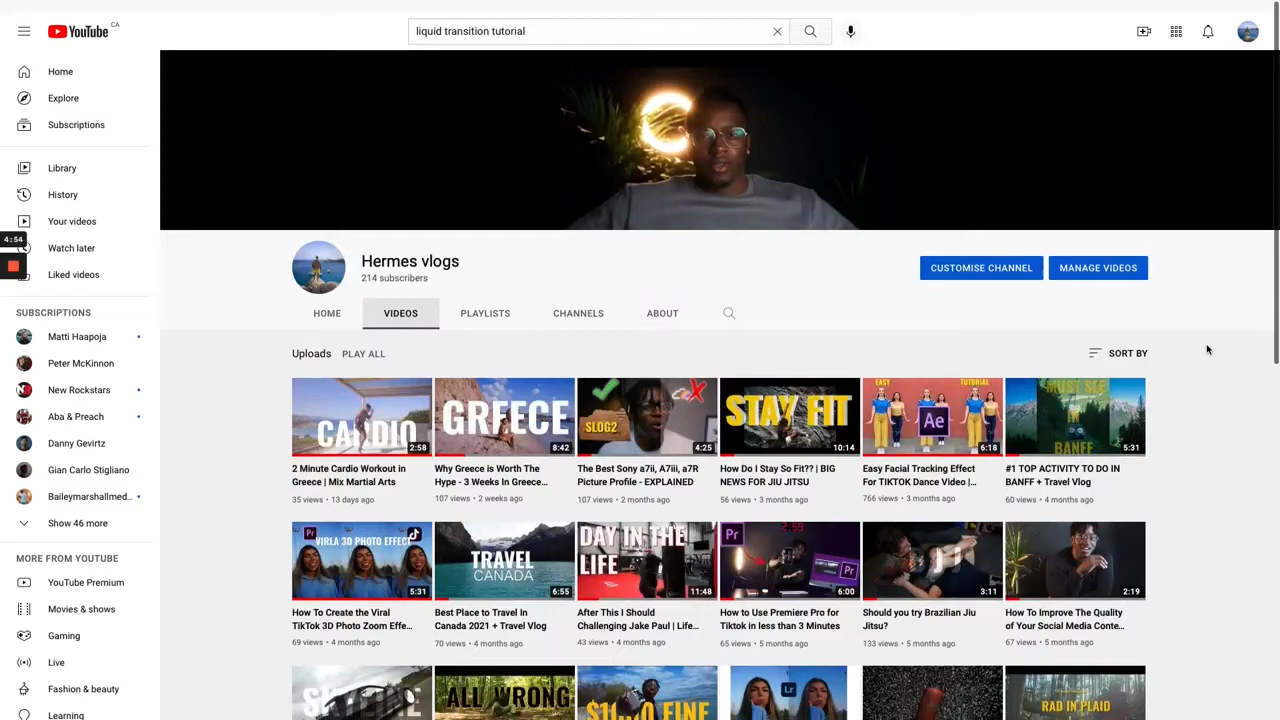 YouTube CA
liquid transition tutorial
Home
Explore
Subscriptions
Library
History
Your videos
4:54
Watch later
Liked videos
SUBSCRIPTIONS
Matti Haapoja
Peter McKinnon
New Rockstars
Aba & Preach
Danny Gevirtz
Gian Carlo Stigliano
Baileymarshallmed...
Show 46 more
MORE FROM YOUTUBE
YouTube Premium
Movies & shows
Gaming
Live
Fashion & beauty
Learning
Hermes vlogs
214 subscribers
CUSTOMISE CHANNEL
MANAGE VIDEOS
HOME
VIDEOS
PLAYLISTS
CHANNELS
ABOUT
Uploads
PLAY ALL
SORT BY
CARDIO
2:58
2 Minute Cardio Workout in
Greece | Mix Martial Arts
35 views • 13 days ago
GREECE
8:42
Why Greece is Worth The
Hype - 3 Weeks In Greece...
107 views • 2 weeks ago
SLOG2
4:25
The Best Sony a7ii, A7iii, a7R
Picture Profile - EXPLAINED
107 views • 2 months ago
STAY FIT
10:14
How Do I Stay So Fit?? | BIG
NEWS FOR JIU JITSU
56 views • 3 months ago
EASY
TUTORIAL
Ae
6:18
Easy Facial Tracking Effect
For TIKTOK Dance Video |...
766 views • 3 months ago
MUST SEE
IN
BANFF
5:31
#1 TOP ACTIVITY TO DO IN
BANFF + Travel Vlog
60 views • 4 months ago
Pr
VIRLA 3D PHOTO EFFECT
5:31
How To Create the Viral
TikTok 3D Photo Zoom Effe...
69 views • 4 months ago
TRAVEL
CANADA
6:55
Best Place to Travel In
Canada 2021 + Travel Vlog
70 views • 4 months ago
DAY IN THE
LIFE
11:48
After This I Should
Challenging Jake Paul | Life...
43 views • 4 months ago
Pr
2:55
Pr
6:00
How to Use Premiere Pro for
Tiktok in less than 3 Minutes
65 views • 5 months ago
3:11
Should you try Brazilian Jiu
Jitsu?
133 views • 5 months ago
2:19
How To Improve The Quality
of Your Social Media Conte...
67 views • 5 months ago
ALL WRONG
FINE
Lr
RAD IN PLAID